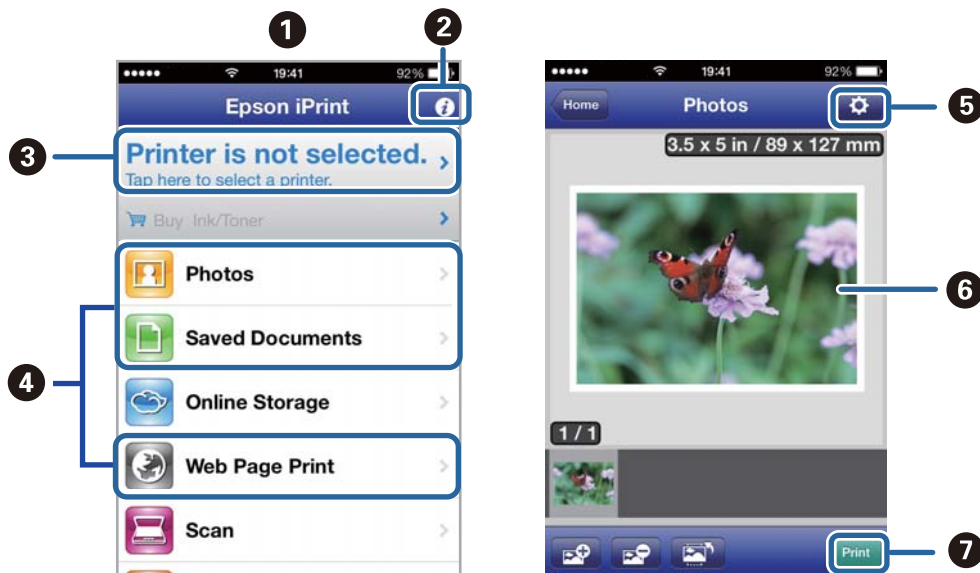 1
2
19:41
92%
Epson iPrint
i
3
Printer is not selected.
Tap here to select a printer.
Buy Ink/Toner
Photos
Saved Documents
4
Online Storage
Web Page Print
Scan
19:41
92%
Home
Photos
5
3.5 x 5 in / 89 x 127 mm
6
1 / 1
Print
7